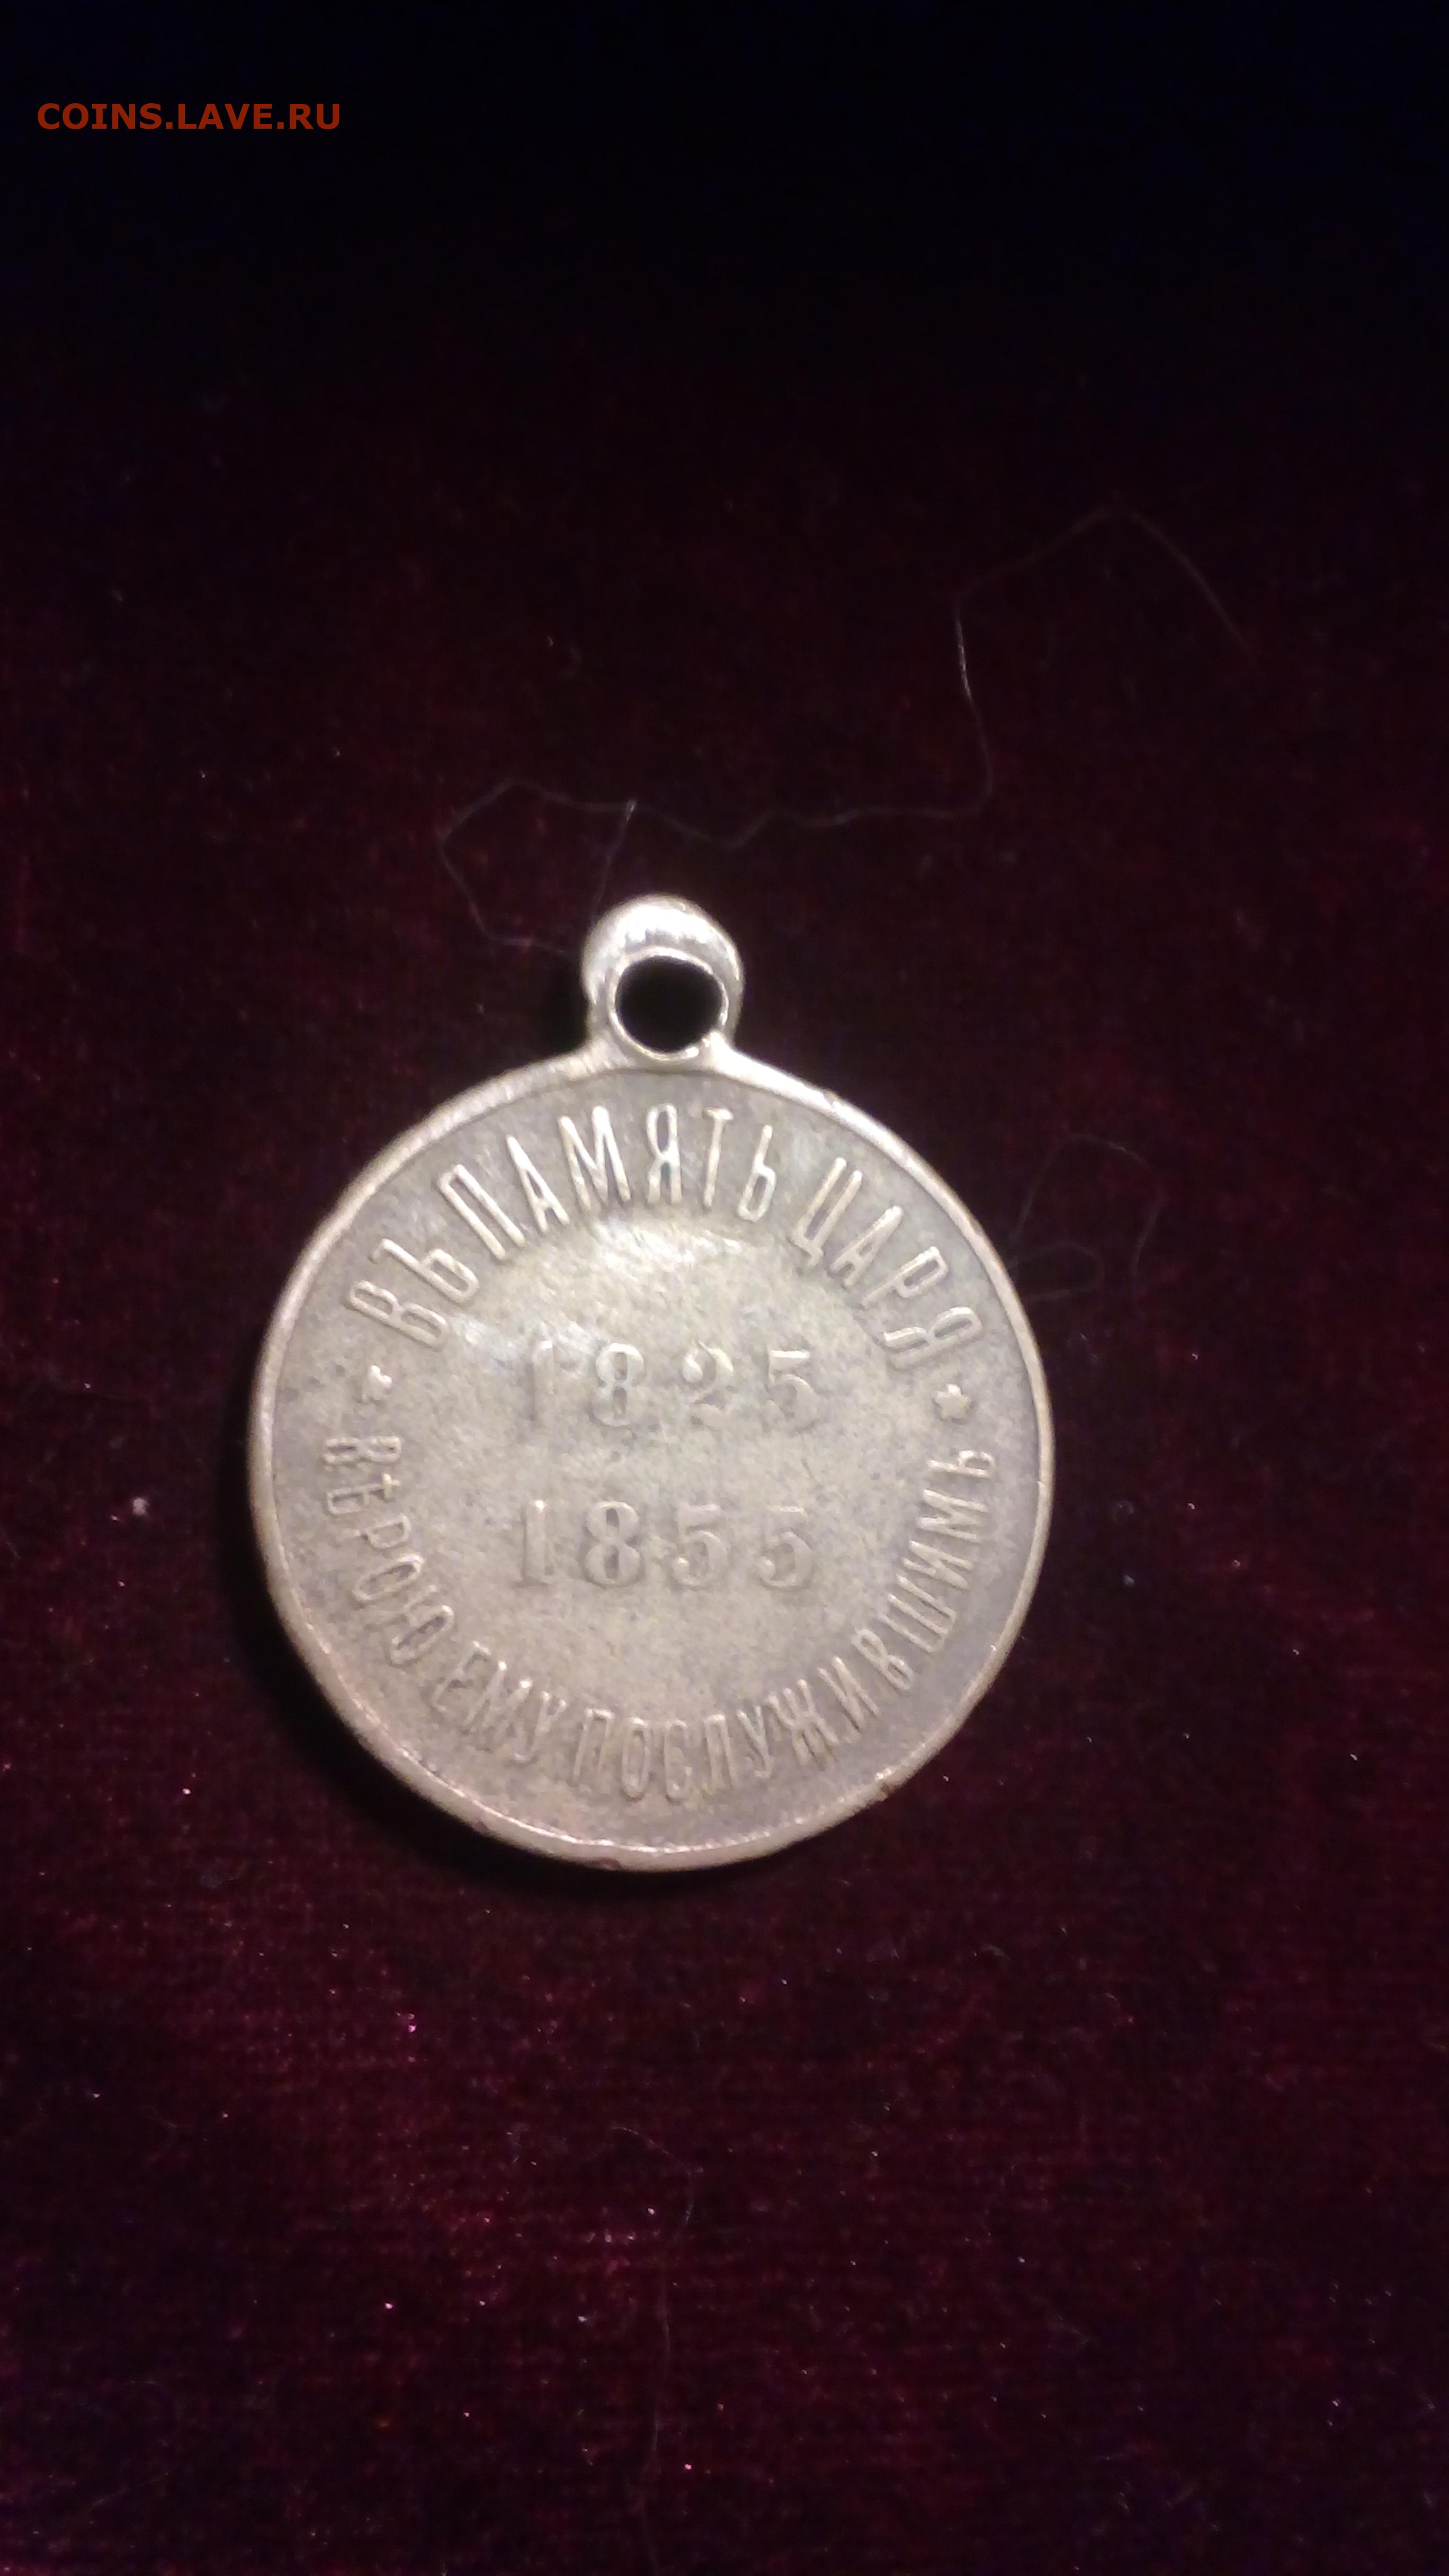 COINS.LAVE.RU
ВЪ ПАМЯТЬ ЦАРЯ
1825
1855
ВѢРОЮ ЕМУ ПОСЛУЖИВШИМЪ